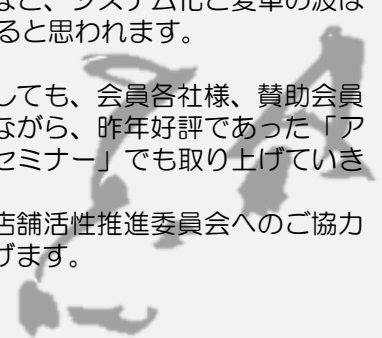 など、システム化と変革の波は
ると思われます。
しても、会員各社様、賛助会員
ながら、昨年好評であった「ア
セミナー」でも取り上げていき
店舗活性推進委員会へのご協力
げます。